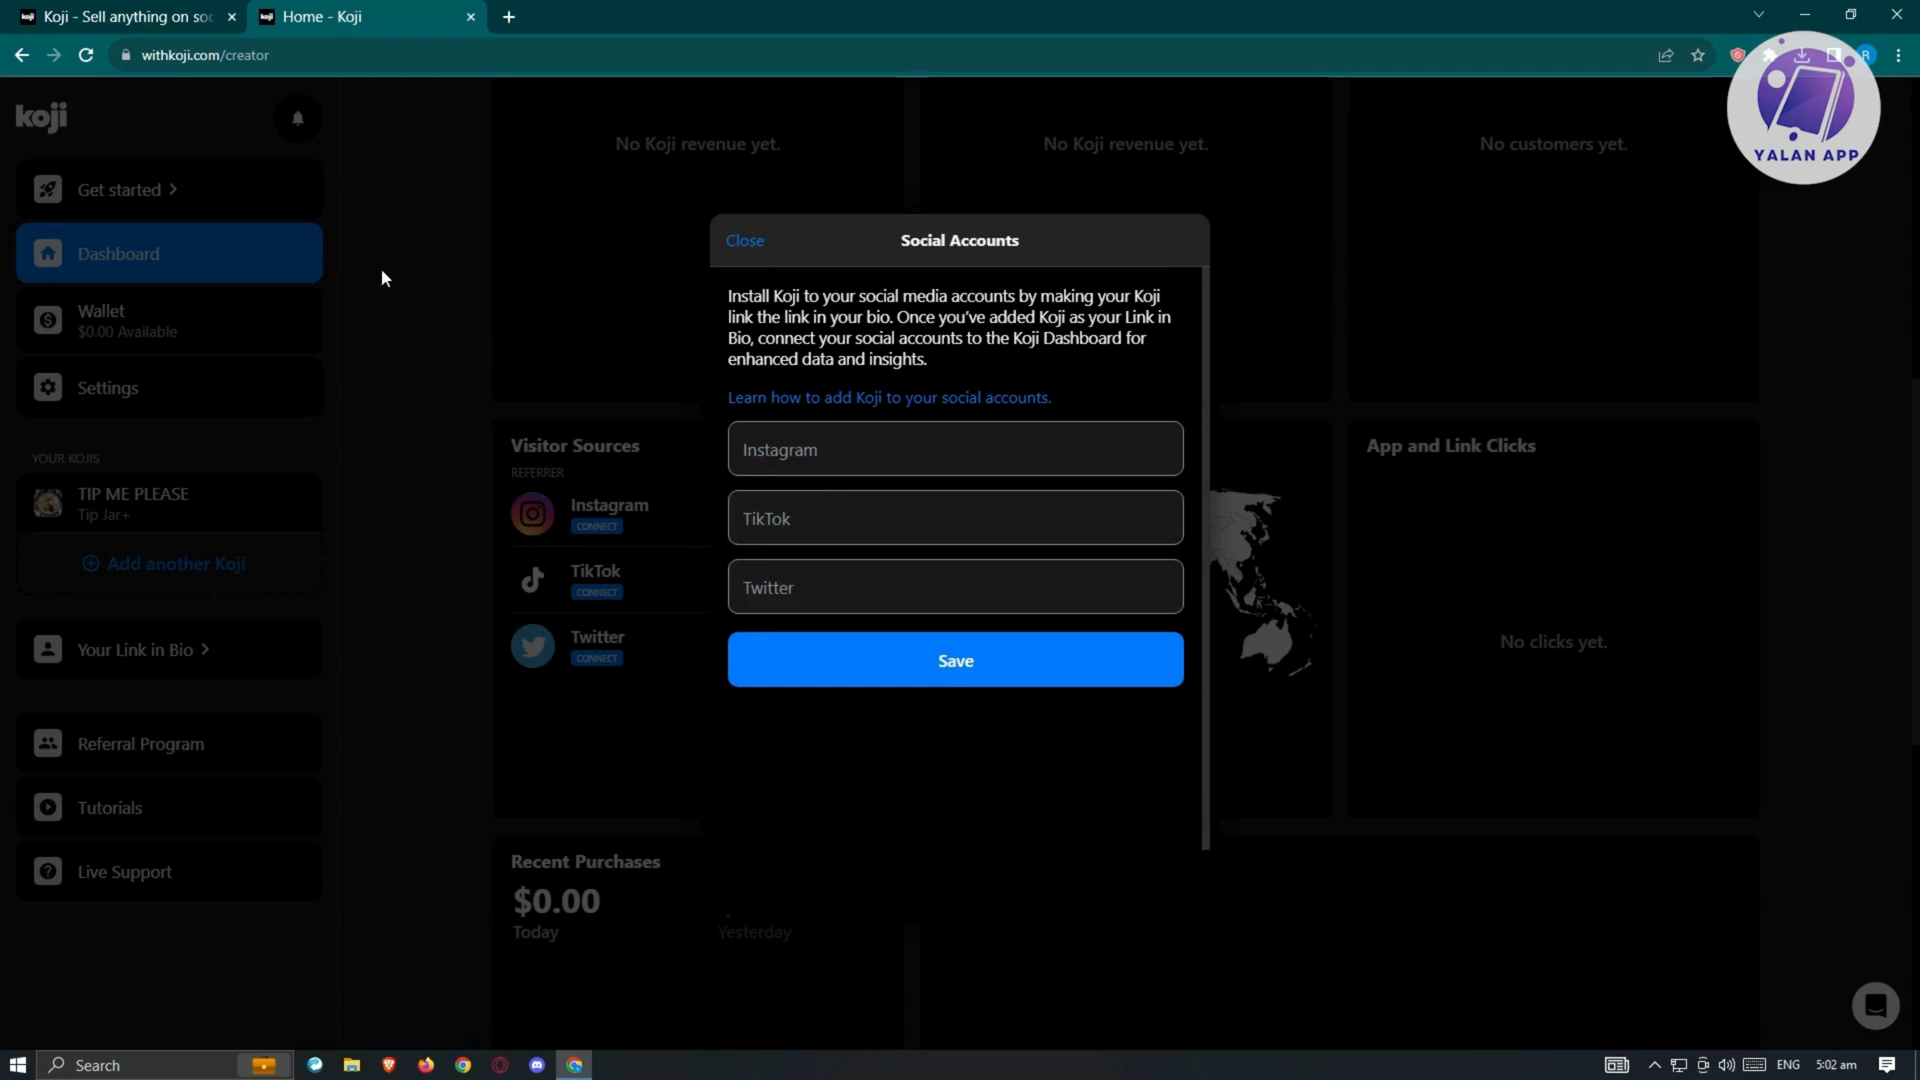 Koji - Sell anything on soc
Home - Koji
withkoji.com/creator
YALAN APP
koji
Get started
Dashboard
Wallet
$0.00 Available
Settings
YOUR KOJIS
TIP ME PLEASE
Tip Jar+
Add another Koji
Your Link in Bio
Referral Program
Tutorials
Live Support
No Koji revenue yet.
No Koji revenue yet.
No customers yet.
Close
Social Accounts
Install Koji to your social media accounts by making your Koji
link the link in your bio. Once you've added Koji as your Link in
Bio, connect your social accounts to the Koji Dashboard for
enhanced data and insights.
Learn how to add Koji to your social accounts.
Instagram
TikTok
Twitter
Save
Visitor Sources
REFERRER
Instagram
CONNECT
TikTok
CONNECT
Twitter
CONNECT
App and Link Clicks
No clicks yet.
Recent Purchases
$0.00
Today
Yesterday
Search
ENG
5:02 am